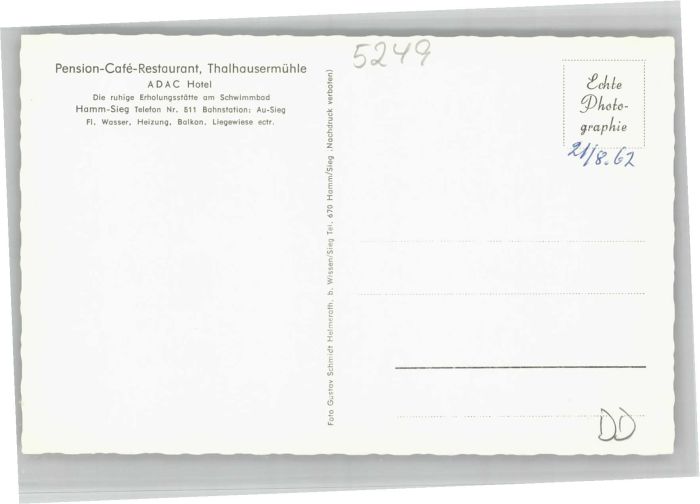 Pension-Café-Restaurant, Thalhausermühle
ADAC Hotel
Die ruhige Erholungsstätte am Schwimmbad
Hamm-Sieg Telefon Nr. 511 Bahnstation: Au-Sieg
Fl. Wasser, Heizung, Balkon, Liegewiese ectr.
Foto Gustav Schmidt Helmeroth, b. Wissen/Sieg Tel. 670 Hamm/Sieg (Nachdruck verboten)
5249
Echte
Photo-
graphie
21/8.62
DD